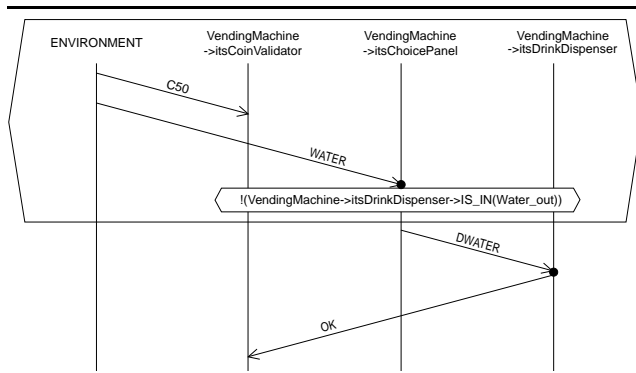 ENVIRONMENT
VendingMachine
->itsCoinValidator
VendingMachine
->itsChoicePanel
VendingMachine
->itsDrinkDispenser
C50
WATER
!(VendingMachine->itsDrinkDispenser->IS_IN(Water_out))
DWATER
OK